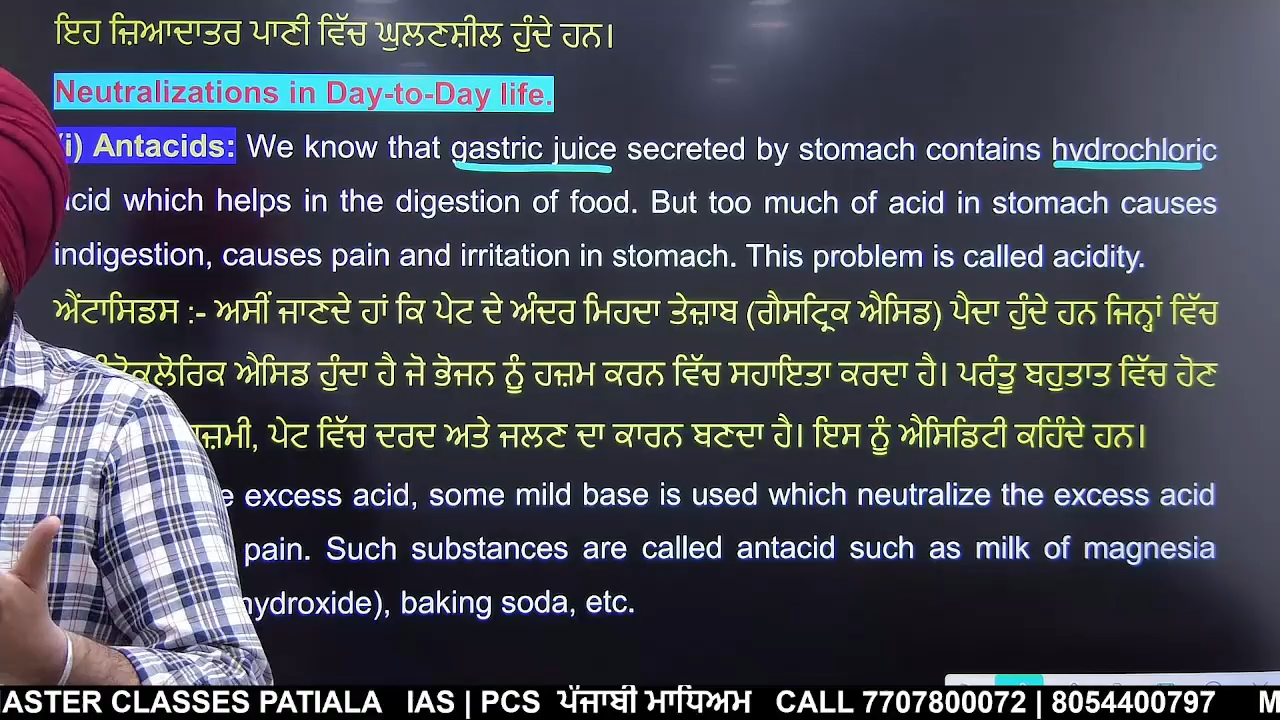 ਇਹ ਜ਼ਿਆਦਾਤਰ ਪਾਣੀ ਵਿੱਚ ਘੁਲਣਸ਼ੀਲ ਹੁੰਦੇ ਹਨ।
Neutralizations in Day-to-Day life.
(i) Antacids: We know that gastric juice secreted by stomach contains hydrochloric
acid which helps in the digestion of food. But too much of acid in stomach causes
indigestion, causes pain and irritation in stomach. This problem is called acidity.
ਐਂਟਾਸਿਡਸ :- ਅਸੀਂ ਜਾਣਦੇ ਹਾਂ ਕਿ ਪੇਟ ਦੇ ਅੰਦਰ ਮਿਹਦਾ ਤੇਜ਼ਾਬ (ਗੈਸਟ੍ਰਿਕ ਐਸਿਡ) ਪੈਦਾ ਹੁੰਦੇ ਹਨ ਜਿਨ੍ਹਾਂ ਵਿੱਚ
ਐਸਿਡ ਹੁੰਦਾ ਹੈ ਜੋ ਭੋਜਨ ਨੂੰ ਹਜ਼ਮ ਕਰਨ ਵਿੱਚ ਸਹਾਇਤਾ ਕਰਦਾ ਹੈ। ਪਰੰਤੂ ਬਹੁਤਾਤ ਵਿੱਚ ਹੋਣ
ਪੇਟ ਵਿੱਚ ਦਰਦ ਅਤੇ ਜਲਣ ਦਾ ਕਾਰਨ ਬਣਦਾ ਹੈ। ਇਸ ਨੂੰ ਐਸਿਡਿਟੀ ਕਹਿੰਦੇ ਹਨ।
excess acid, some mild base is used which neutralize the excess acid
pain. Such substances are called antacid such as milk of magnesia
hydroxide), baking soda, etc.
ASTER CLASSES PATIALA IAS | PCS ਪੰਜਾਬੀ ਮਾਧਿਅਮ CALL 7707800072 | 8054400797 M